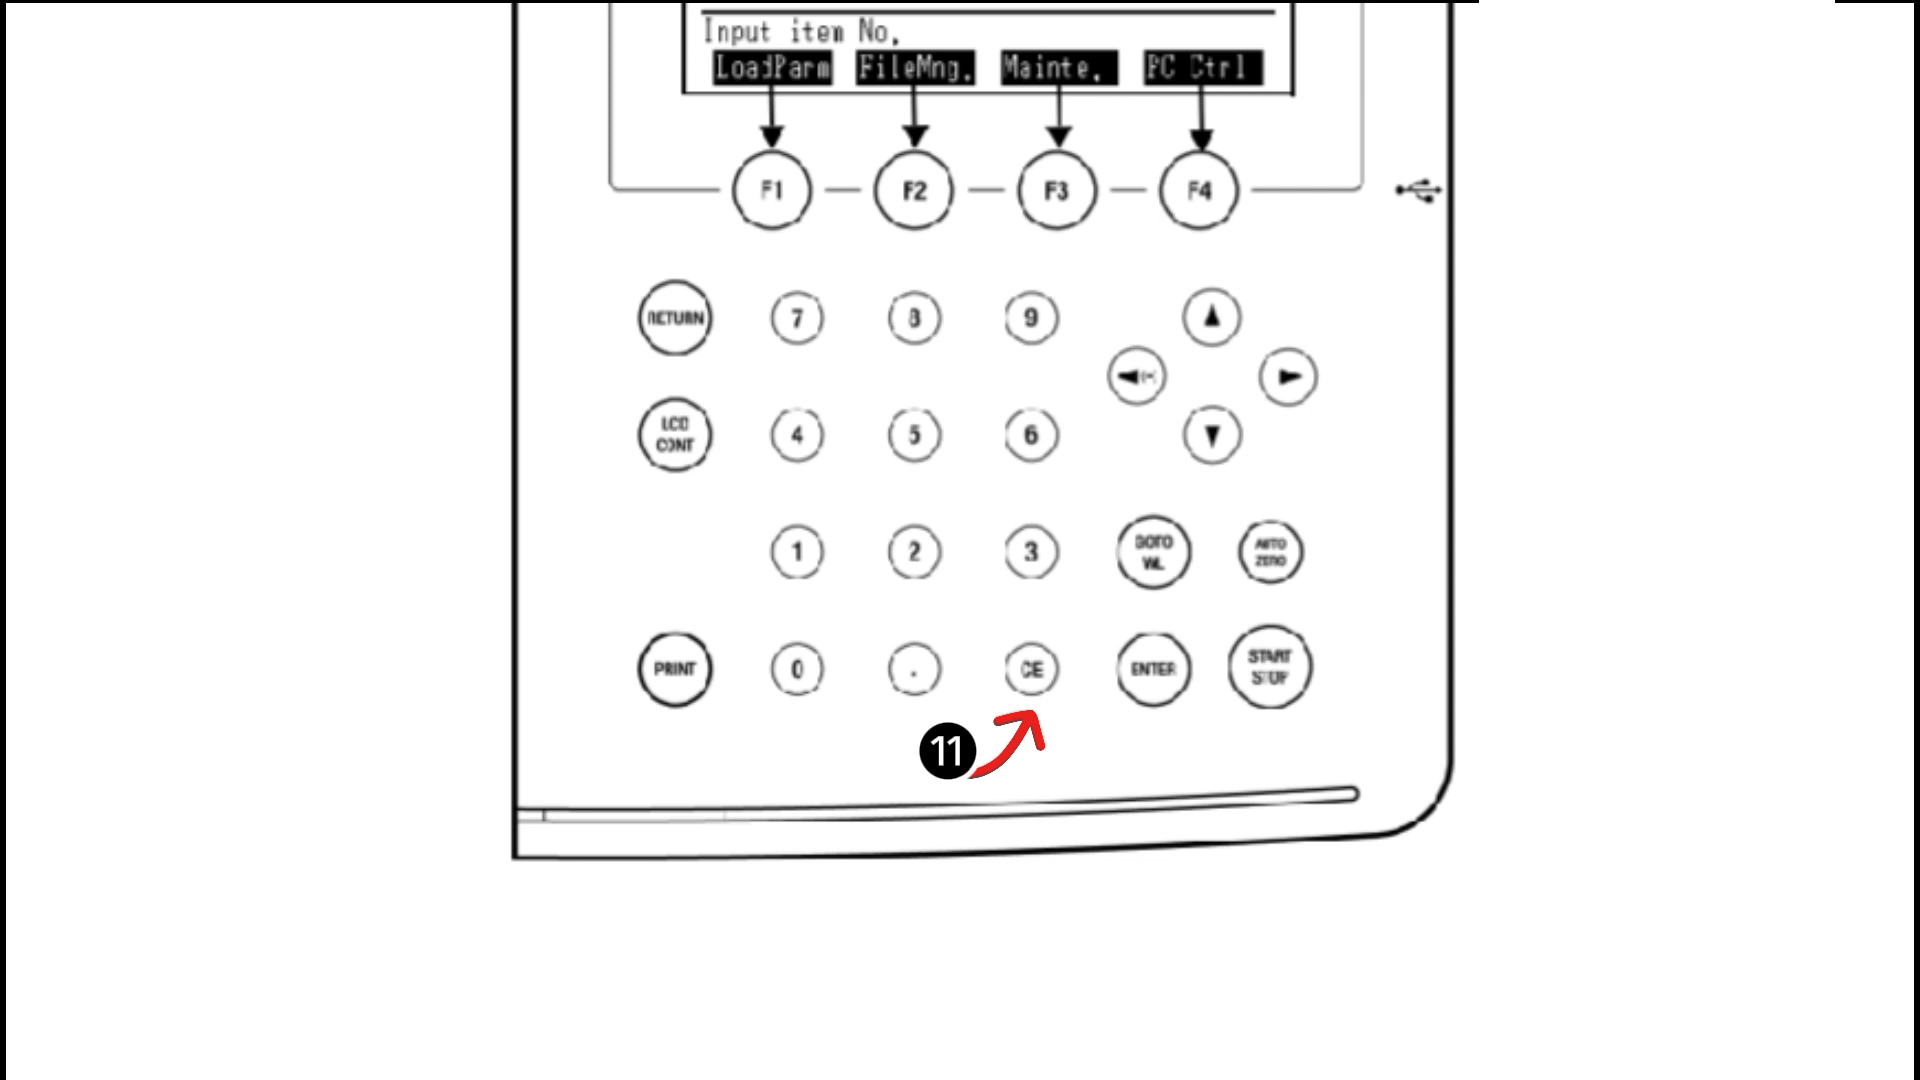 Input item No.
LoadParm FileMng. Mainte. PC Ctrl
F1 F2 F3 F4
RETURN 7 8 9
(-)
LCD
CONT
4 5 6
1 2 3
GOTO
WL
AUTO
ZERO
PRINT 0 . CE ENTER
START
STOP
11